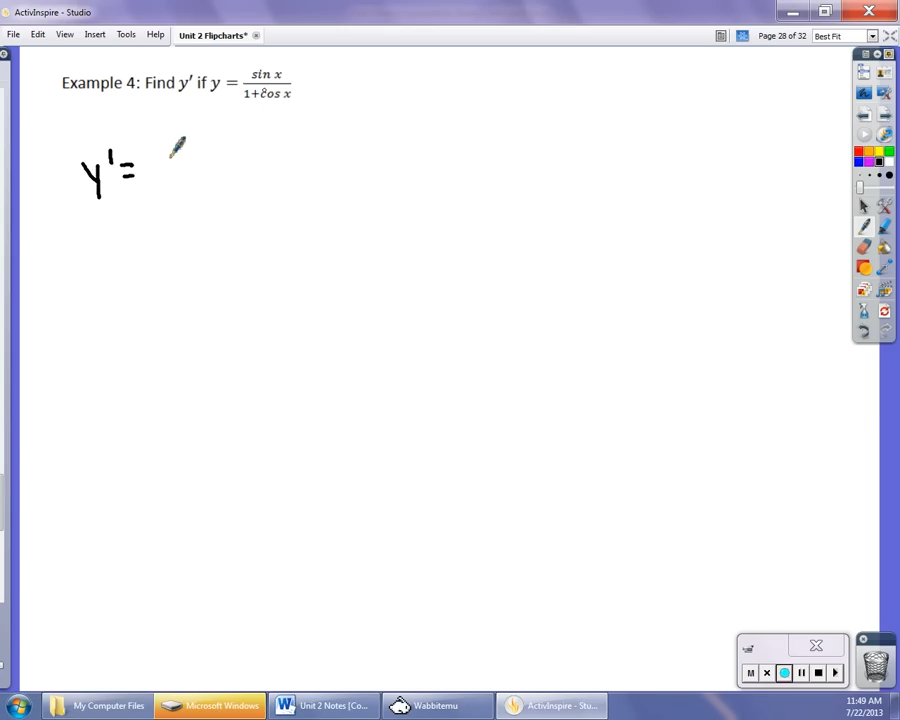 ActivInspire - Studio
File Edit View Insert Tools Help Unit 2 Flipcharts* Page 28 of 32 Best Fit
Example 4: Find y′ if y = sin x / 1+cos x
y' =
M
My Computer Files Microsoft Windows Unit 2 Notes [Co... Wabbitemu ActivInspire - Stu...
11:49 AM
7/22/2013